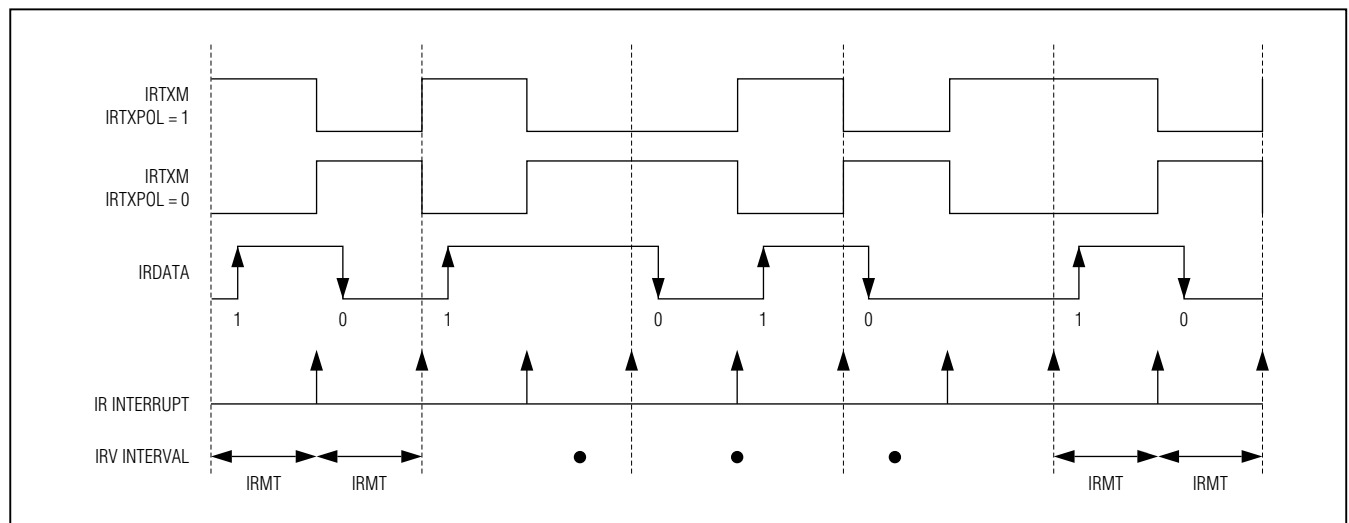 IRTXM
IRTXPOL = 1
IRTXM
IRTXPOL = 0
IRDATA
1 0 1 0 1 0 1 0
IR INTERRUPT
IRV INTERVAL
IRMT IRMT IRMT IRMT